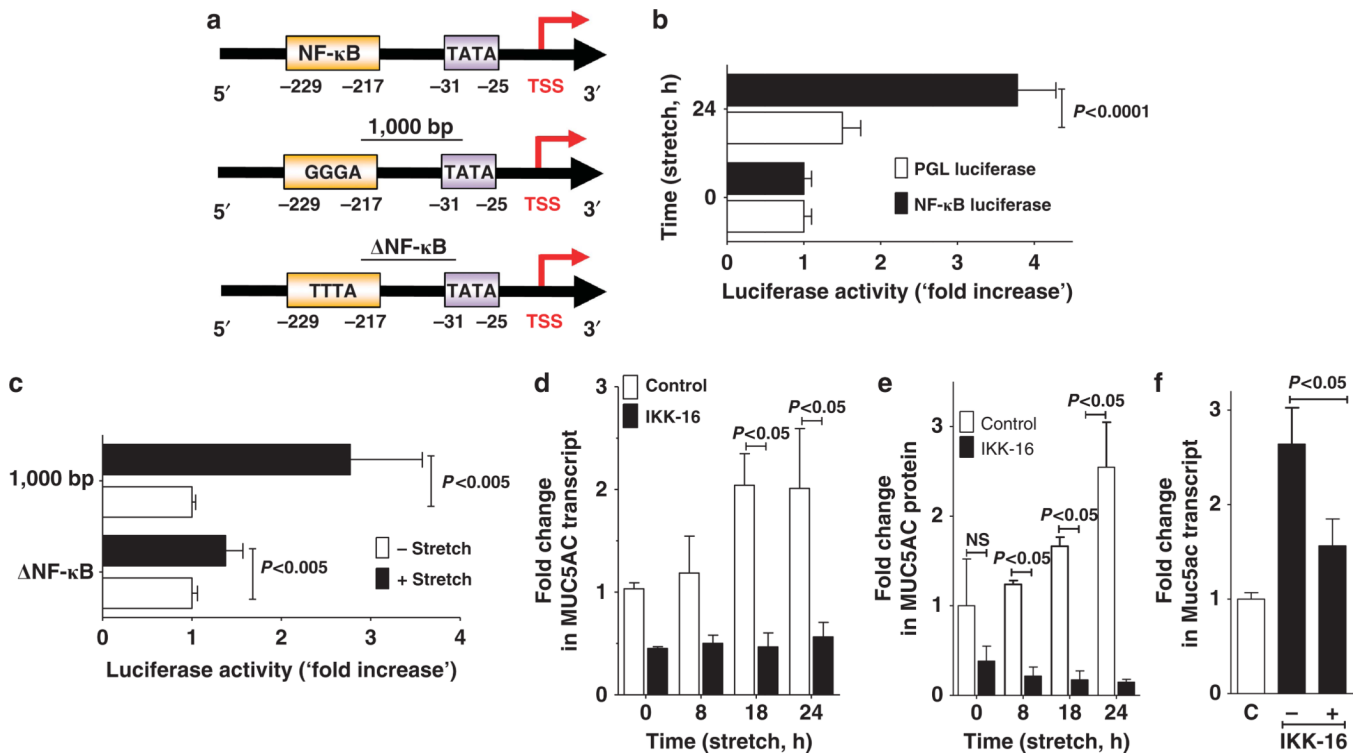 a
NF-κB
TATA
–229 –217 –31 –25 TSS
5′ 3′
1,000 bp
GGGA
TATA
–229 –217 –31 –25 TSS
5′ 3′
ΔNF-κB
TTTA
TATA
–229 –217 –31 –25 TSS
5′ 3′
b
Time (stretch, h)
24
0
P<0.0001
PGL luciferase
NF-κB luciferase
0 1 2 3 4
Luciferase activity (‘fold increase’)
c
1,000 bp
ΔNF-κB
P<0.005
P<0.005
– Stretch
+ Stretch
0 1 2 3 4
Luciferase activity (‘fold increase’)
d
Fold change
in MUC5AC transcript
3
2
1
0
Control
IKK-16
P<0.05
P<0.05
0 8 18 24
Time (stretch, h)
e
Fold change
in MUC5AC protein
3
2
1
0
Control
IKK-16
NS
P<0.05
P<0.05
P<0.05
0 8 18 24
Time (stretch, h)
f
Fold change
in Muc5ac transcript
3
2
1
0
P<0.05
C – +
IKK-16